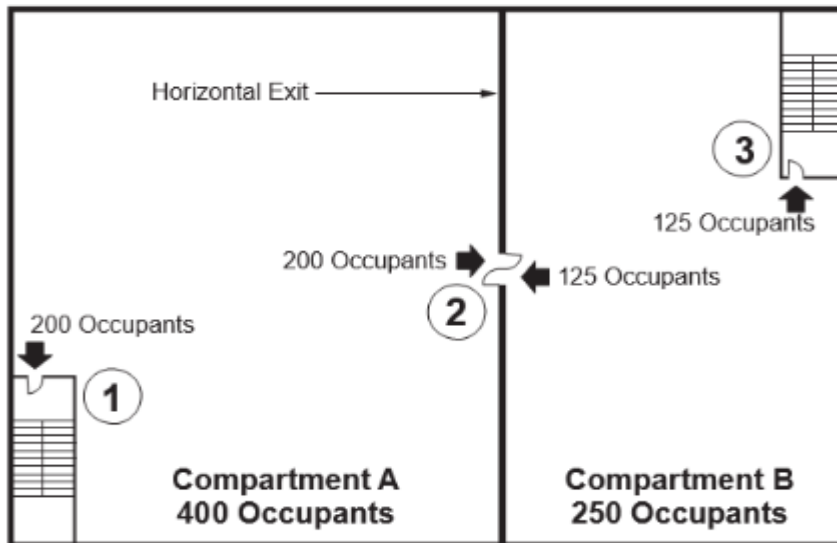 Horizontal Exit
3
125 Occupants
200 Occupants
125 Occupants
2
200 Occupants
1
Compartment A
400 Occupants
Compartment B
250 Occupants